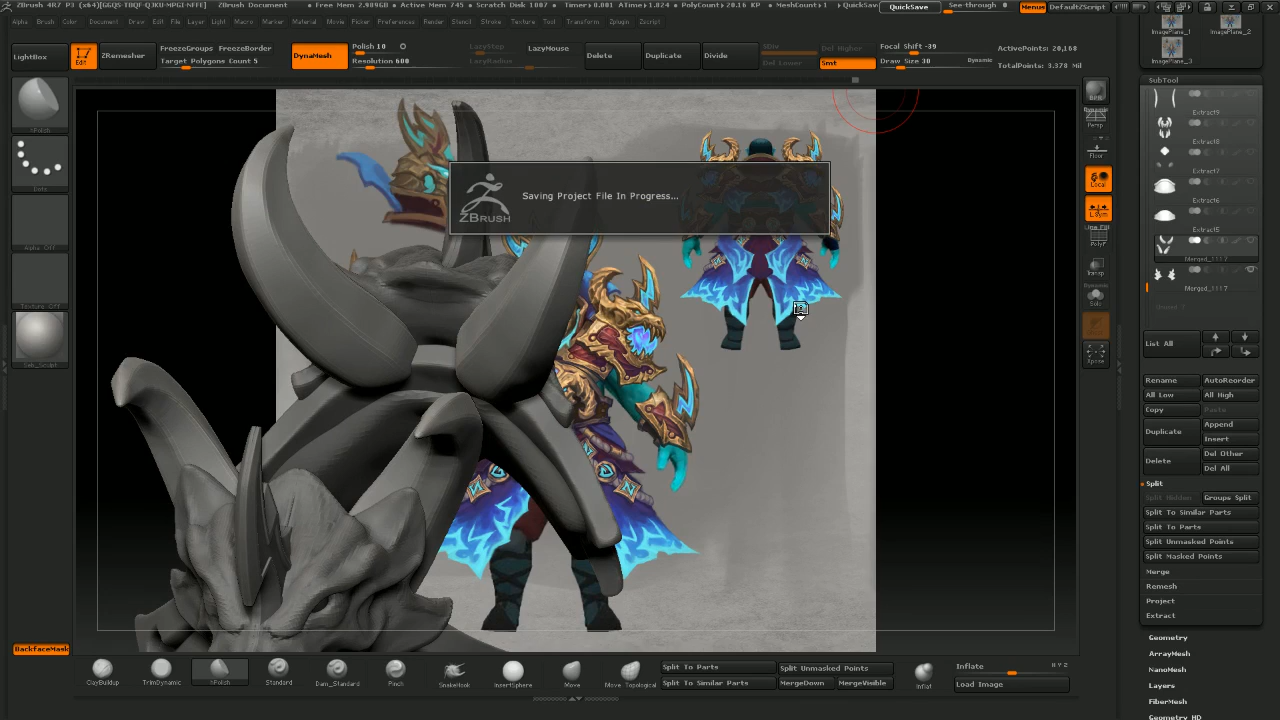 ZBrush 4R7 P3 (x64)[GGQS-TBQF-QJKU-MPGI-NFFE] ZBrush Document ● Free Mem 2.989GB ● Active Mem 745 ● Scratch Disk 1007 ● Timer▸0.001 ATime▸1.824 ● PolyCount▸20.16 KP ● MeshCount▸1 QuickSave See-through 0 Menus DefaultZScript
Alpha Brush Color Document Draw Edit File Layer Light Macro Marker Material Movie Picker Preferences Render Stencil Stroke Texture Tool Transform Zplugin Zscript
LightBox
Edit
ZRemesher
FreezeGroups FreezeBorder
Target Polygons Count 5
DynaMesh
Polish 10
Resolution 600
LazyStep
LazyRadius
LazyMouse
Delete
Duplicate
Divide
SDiv
Del Lower
Del Higher
Smt
Focal Shift -39
Draw Size 30
Dynamic
ActivePoints: 20,168
TotalPoints: 3.378 Mil
hPolish
Dots
Alpha Off
Texture Off
BackfaceMask
Saving Project File In Progress...
ZBRUSH
BPR
Dynamic
Persp
Floor
Local
L.Sym
Line Fill
PolyF
Transp
Dynamic
Solo
Xpose
ImagePlane_1
ImagePlane_2
ImagePlane_3
SubTool
Extract9
Extract8
Extract7
Extract6
Extract5
Merged_1117
Merged_1117
List All
Rename AutoReorder
All Low All High
Copy Paste
Duplicate
Append
Insert
Delete
Del Other
Del All
Split
Split Hidden Groups Split
Split To Similar Parts
Split To Parts
Split Unmasked Points
Split Masked Points
Merge
Remesh
Project
Extract
Geometry
ArrayMesh
NanoMesh
Layers
FiberMesh
Geometry HD
ClayBuildup
TrimDynamic
hPolish
Standard
Dam_Standard
Pinch
SnakeHook
InsertSphere
Move
Move Topological
Split To Parts
Split To Similar Parts
Split Unmasked Points
MergeDown MergeVisible
Inflat
Inflate
X Y Z
Load Image